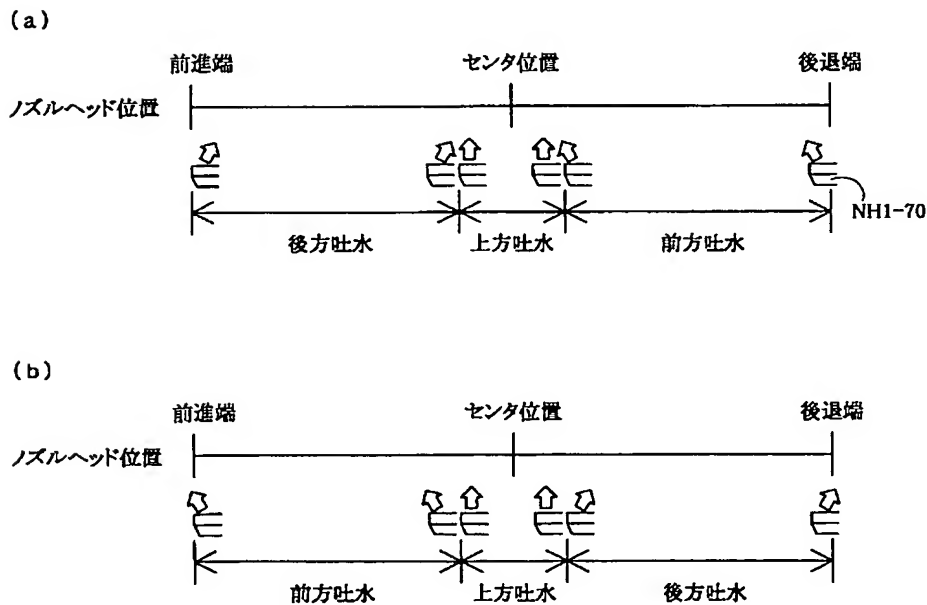 (a)
前進端 センタ位置 後退端
ノズルヘッド位置
NH1-70
後方吐水 上方吐水 前方吐水
(b)
前進端 センタ位置 後退端
ノズルヘッド位置
前方吐水 上方吐水 後方吐水